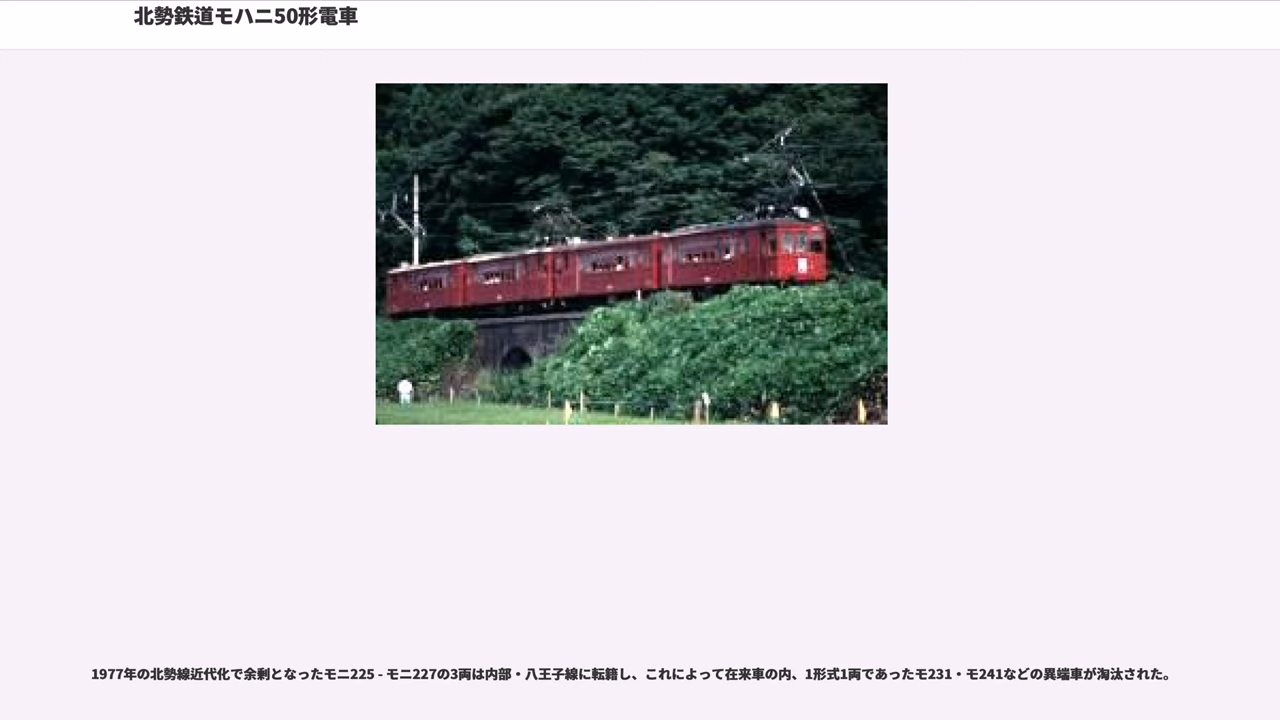 北勢鉄道モハニ50形電車
1977年の北勢線近代化で余剰となったモニ225 - モニ227の3両は内部・八王子線に転籍し、これによって在来車の内、1形式1両であったモ231・モ241などの異端車が淘汰された。